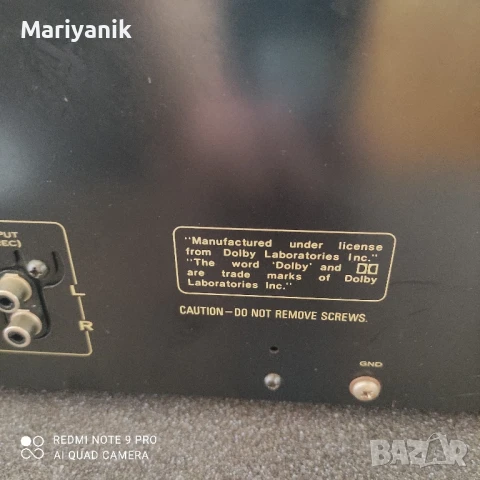 Mariyanik
PUT
EC)
L
R
"Manufactured under license
from Dolby Laboratories Inc."
"The word 'Dolby' and
are trade marks of Dolby
Laboratories Inc."
CAUTION-DO NOT REMOVE SCREWS.
GND
REDMI NOTE 9 PRO
AI QUAD CAMERA
BAZAR